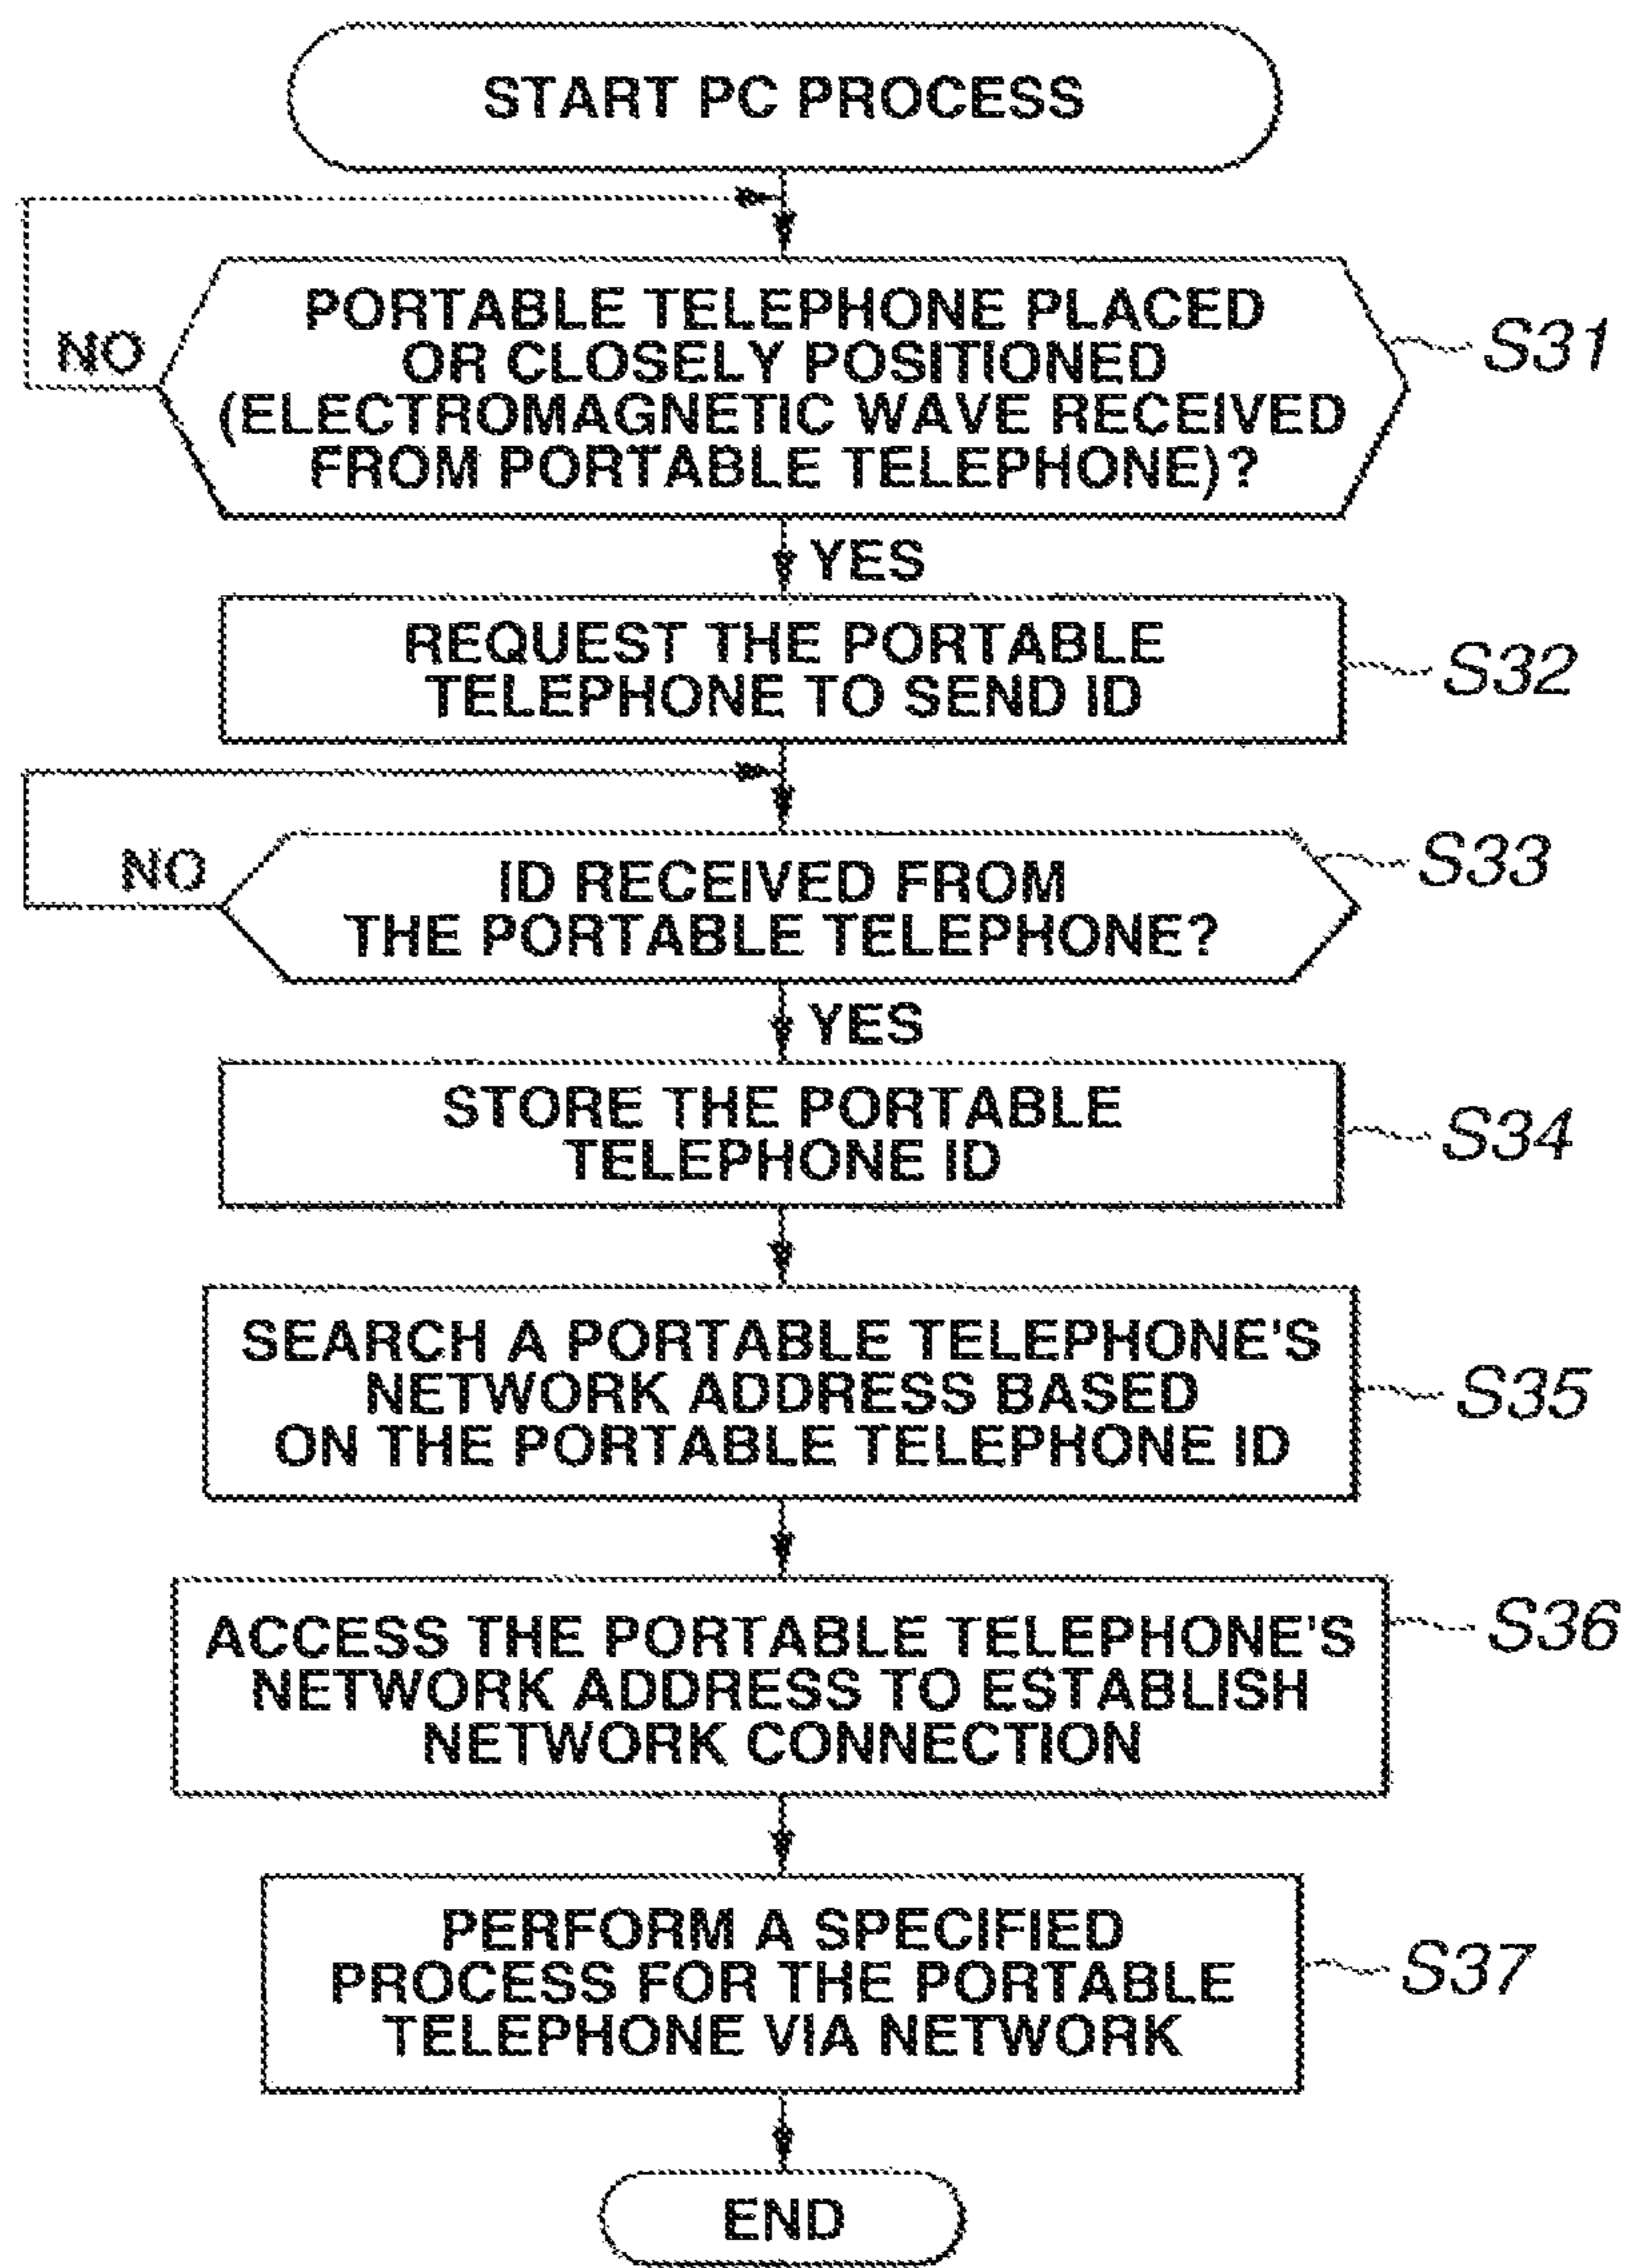 START PC PROCESS
PORTABLE TELEPHONE PLACED
OR CLOSELY POSITIONED
(ELECTROMAGNETIC WAVE RECEIVED
FROM PORTABLE TELEPHONE)?
S31
NO
YES
REQUEST THE PORTABLE
TELEPHONE TO SEND ID
S32
ID RECEIVED FROM
THE PORTABLE TELEPHONE?
S33
NO
YES
STORE THE PORTABLE
TELEPHONE ID
S34
SEARCH A PORTABLE TELEPHONE'S
NETWORK ADDRESS BASED
ON THE PORTABLE TELEPHONE ID
S35
ACCESS THE PORTABLE TELEPHONE'S
NETWORK ADDRESS TO ESTABLISH
NETWORK CONNECTION
S36
PERFORM A SPECIFIED
PROCESS FOR THE PORTABLE
TELEPHONE VIA NETWORK
S37
END